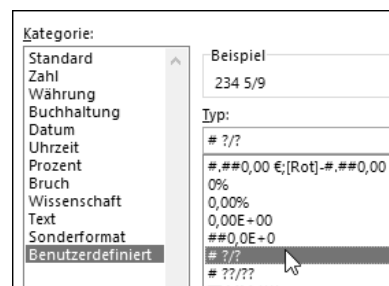 Kategorie:
Standard
Zahl
Währung
Buchhaltung
Datum
Uhrzeit
Prozent
Bruch
Wissenschaft
Text
Sonderformat
Benutzerdefiniert
Beispiel
234 5/9
Typ:
# ?/?
#.##0,00 €;[Rot]-#.##0,00
0%
0,00%
0,00E+00
##0,0E+0
# ?/?
# ??/??